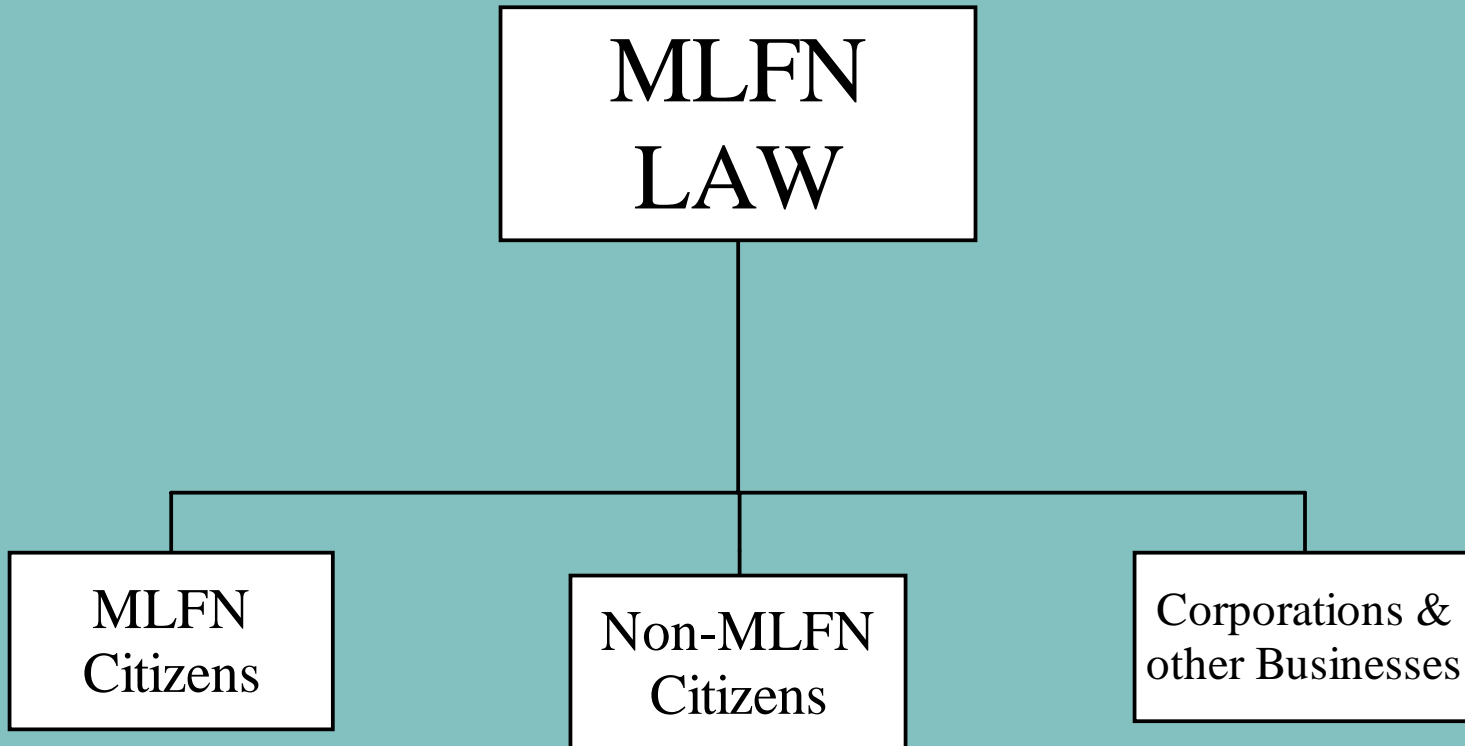 MLFN
LAW
MLFN
Citizens
Non-MLFN
Citizens
Corporations &
other Businesses